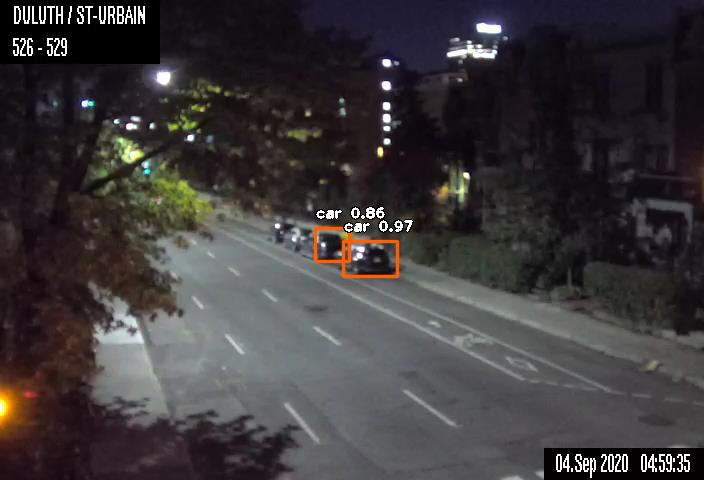 DULUTH / ST-URBAIN
526 - 529
car 0.86
car 0.97
04.Sep 2020 04:59:35